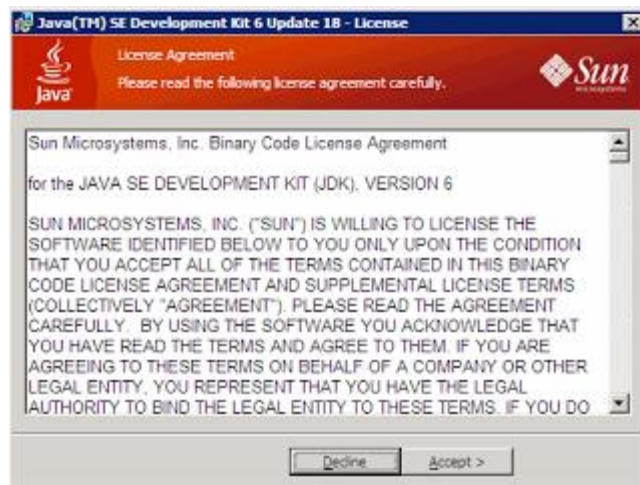 Java(TM) SE Development Kit 6 Update 18 - License
License Agreement
Please read the following license agreement carefully.
Java
Sun
microsystems
Sun Microsystems, Inc. Binary Code License Agreement
for the JAVA SE DEVELOPMENT KIT (JDK), VERSION 6
SUN MICROSYSTEMS, INC. ("SUN") IS WILLING TO LICENSE THE
SOFTWARE IDENTIFIED BELOW TO YOU ONLY UPON THE CONDITION
THAT YOU ACCEPT ALL OF THE TERMS CONTAINED IN THIS BINARY
CODE LICENSE AGREEMENT AND SUPPLEMENTAL LICENSE TERMS
(COLLECTIVELY "AGREEMENT"). PLEASE READ THE AGREEMENT
CAREFULLY. BY USING THE SOFTWARE YOU ACKNOWLEDGE THAT
YOU HAVE READ THE TERMS AND AGREE TO THEM. IF YOU ARE
AGREEING TO THESE TERMS ON BEHALF OF A COMPANY OR OTHER
LEGAL ENTITY, YOU REPRESENT THAT YOU HAVE THE LEGAL
AUTHORITY TO BIND THE LEGAL ENTITY TO THESE TERMS. IF YOU DO
Decline
Accept >